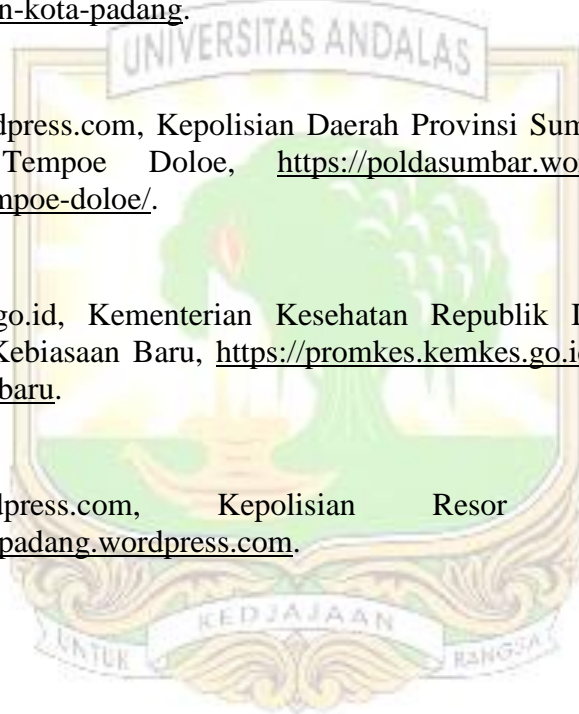 n-kota-padang.
UNIVERSITAS ANDALAS
dpress.com, Kepolisian Daerah Provinsi Sum
Tempoe Doloe, https://poldasumbar.wo
mpoe-doloe/.
go.id, Kementerian Kesehatan Republik I
Kebiasaan Baru, https://promkes.kemkes.go.id
baru.
dpress.com, Kepolisian Resor
padang.wordpress.com.
KEDJAJAAN
UNTUK BANGSA